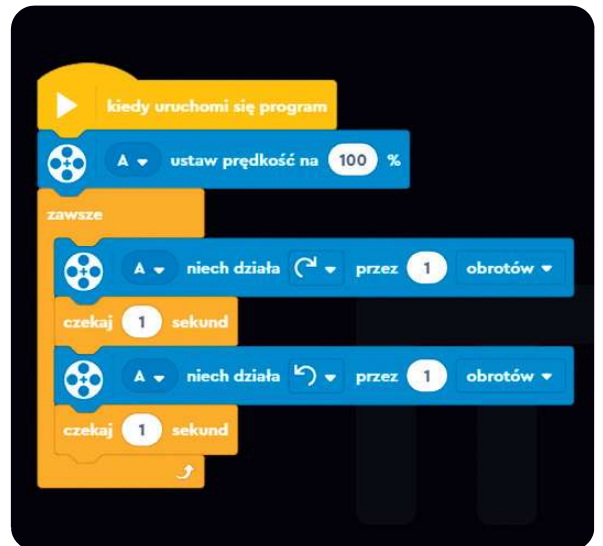 kiedy uruchomi się program
A ustaw prędkość na 100 %
zawsze
A niech działa przez 1 obrotów
czekaj 1 sekund
A niech działa przez 1 obrotów
czekaj 1 sekund